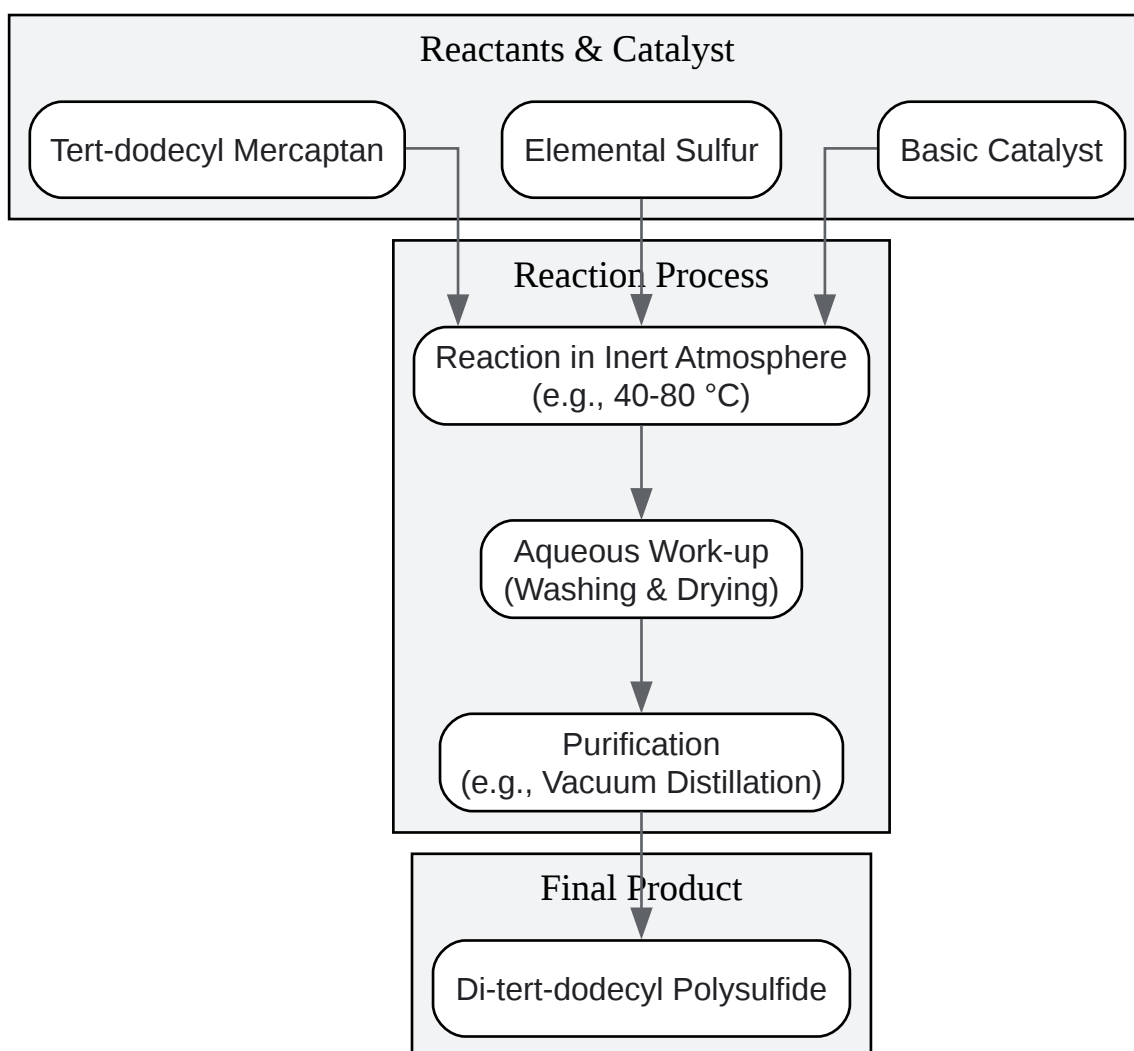 Reactants & Catalyst
Tert-dodecyl Mercaptan
Elemental Sulfur
Basic Catalyst
Reaction Process
Reaction in Inert Atmosphere
(e.g., 40-80 °C)
Aqueous Work-up
(Washing & Drying)
Purification
(e.g., Vacuum Distillation)
Final Product
Di-tert-dodecyl Polysulfide